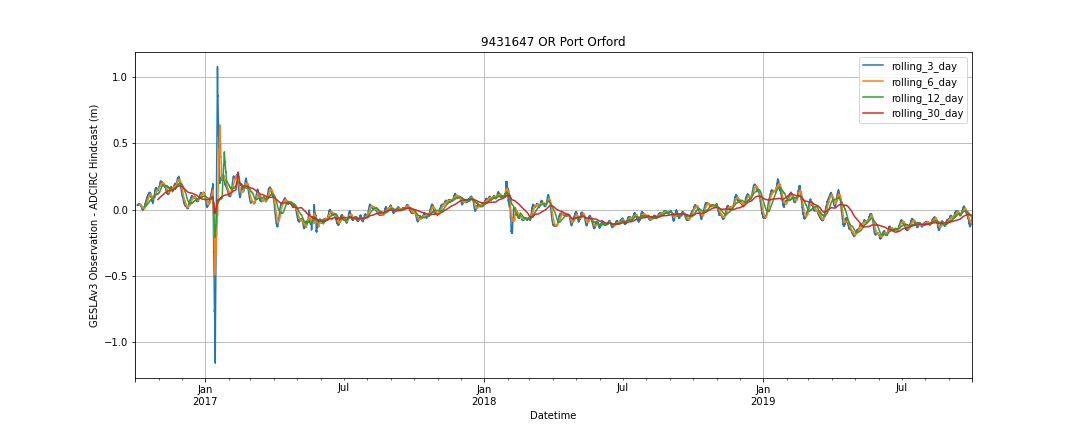 9431647 OR Port Orford
rolling_3_day
rolling_6_day
rolling_12_day
rolling_30_day
GESLAv3 Observation - ADCIRC Hindcast (m)
1.0
0.5
0.0
−0.5
−1.0
Jan
2017
Jul
Jan
2018
Jul
Jan
2019
Jul
Datetime